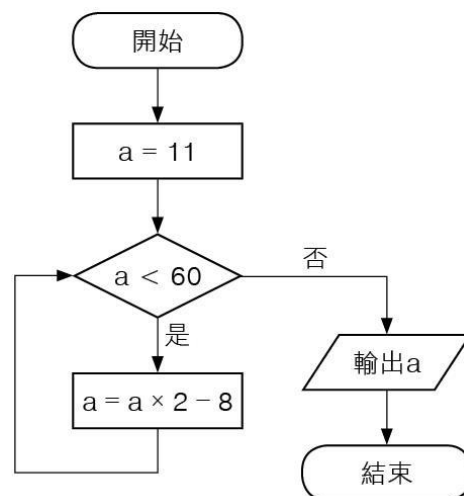 開始
a = 11
a < 60
否
是
a = a × 2 − 8
輸出a
結束